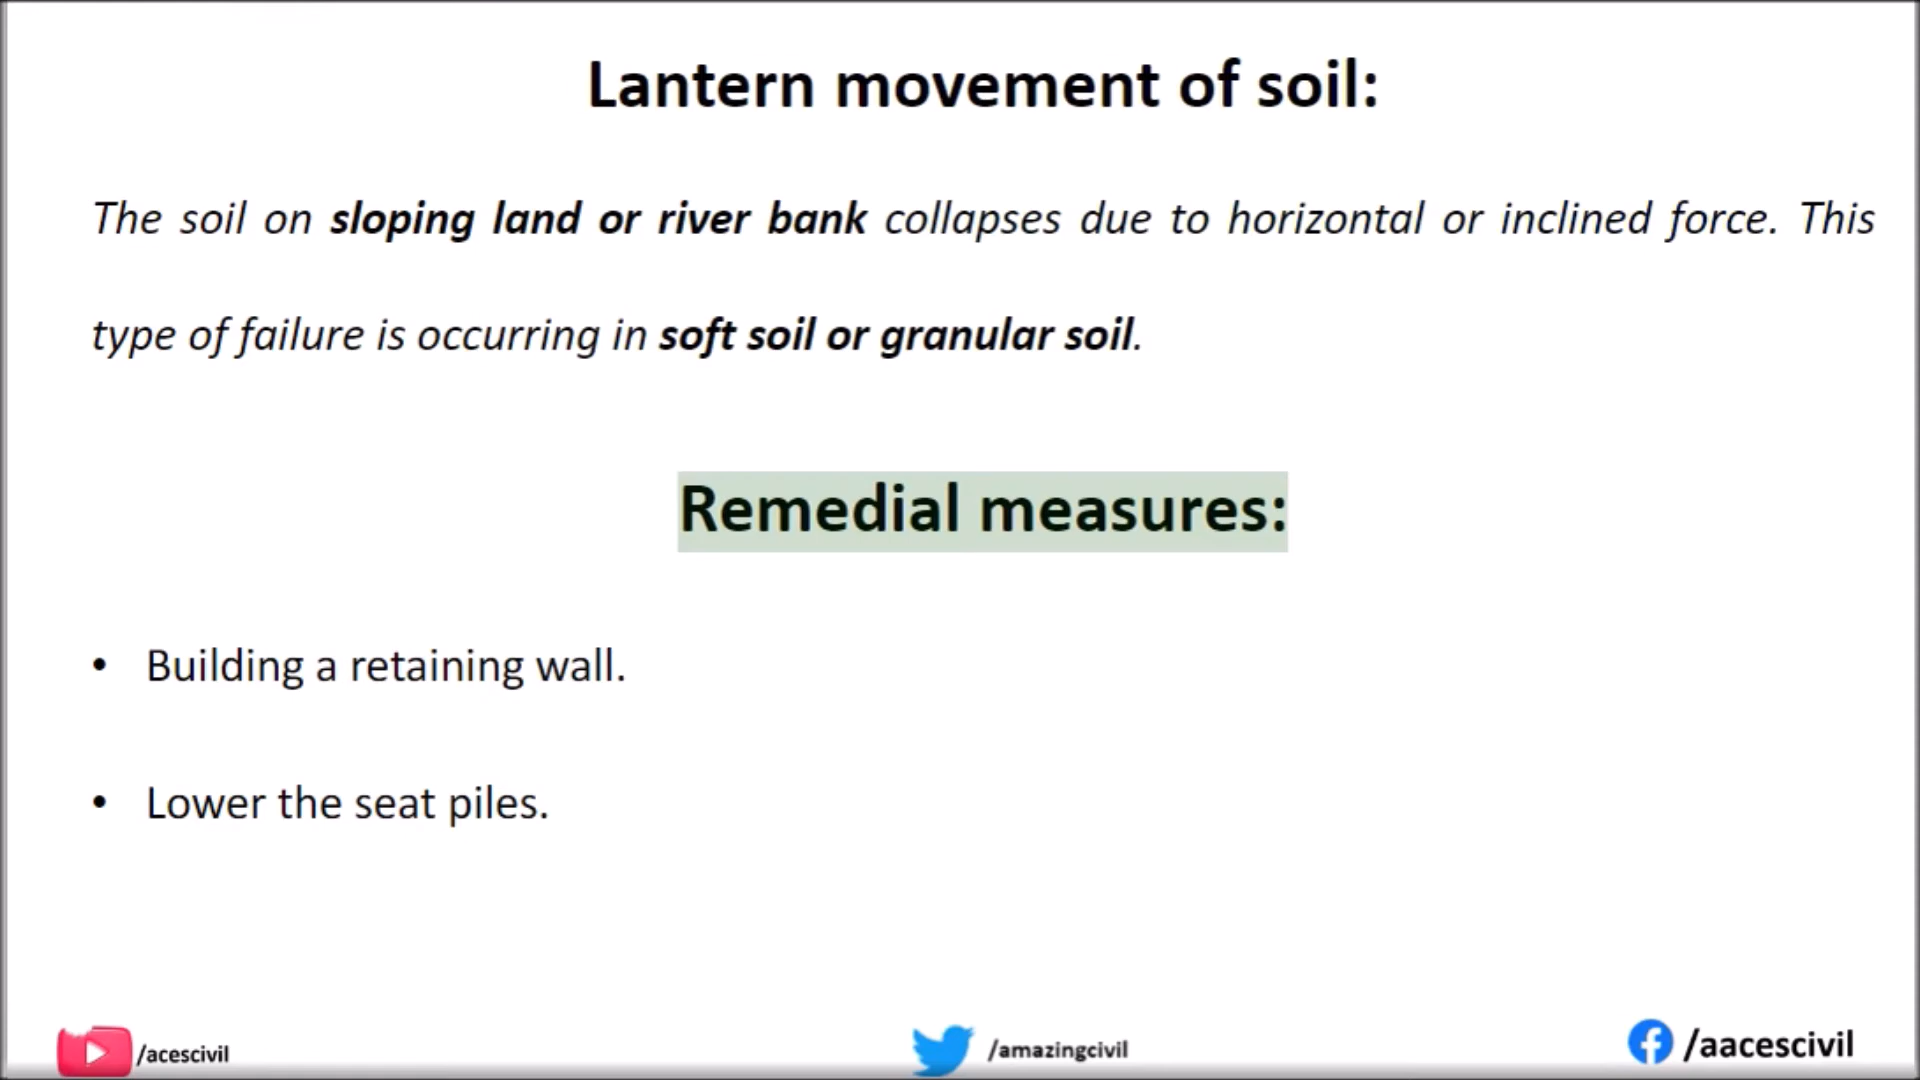 Lantern movement of soil:
The soil on sloping land or river bank collapses due to horizontal or inclined force. This
type of failure is occurring in soft soil or granular soil.
Remedial measures:
• Building a retaining wall.
• Lower the seat piles.
/acescivil
/amazingcivil
/aacescivil